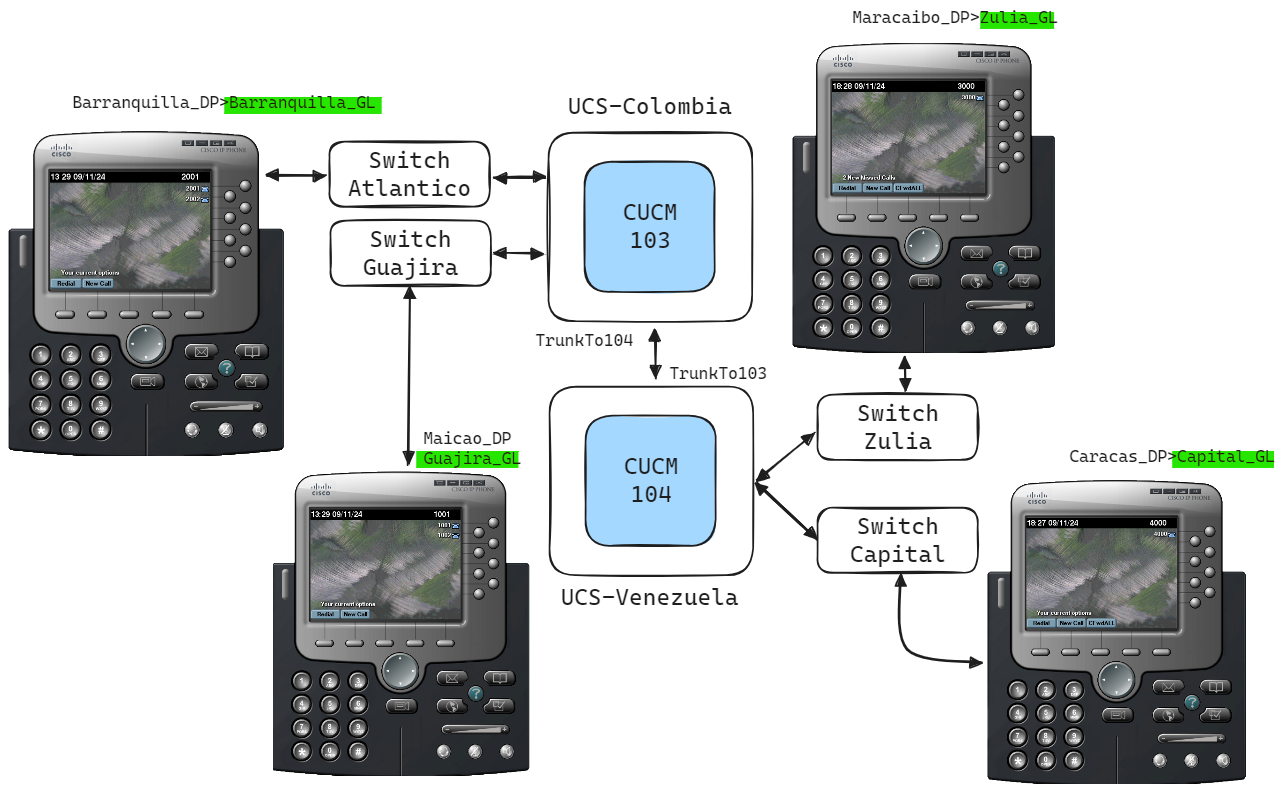 Maracaibo_DP>Zulia_GL
Barranquilla_DP>Barranquilla_GL
UCS-Colombia
Switch
Atlantico
Switch
Guajira
CUCM
103
TrunkTo104
TrunkTo103
CUCM
104
UCS-Venezuela
Switch
Zulia
Switch
Capital
Maicao_DP
Guajira_GL
Caracas_DP>Capital_GL
CISCO
CISCO IP PHONE
13:29 09/11/24 2001
2001
2002
Your current options
Redial New Call
CISCO
CISCO IP PHONE
18:28 09/11/24 3000
3000
2 New Missed Calls
Redial New Call CFwdALL
CISCO
CISCO IP PHONE
13:29 09/11/24 1001
1001
1002
Your current options
Redial New Call
CISCO
CISCO IP PHONE
18:27 09/11/24 4000
4000
Your current options
Redial New Call CFwdALL